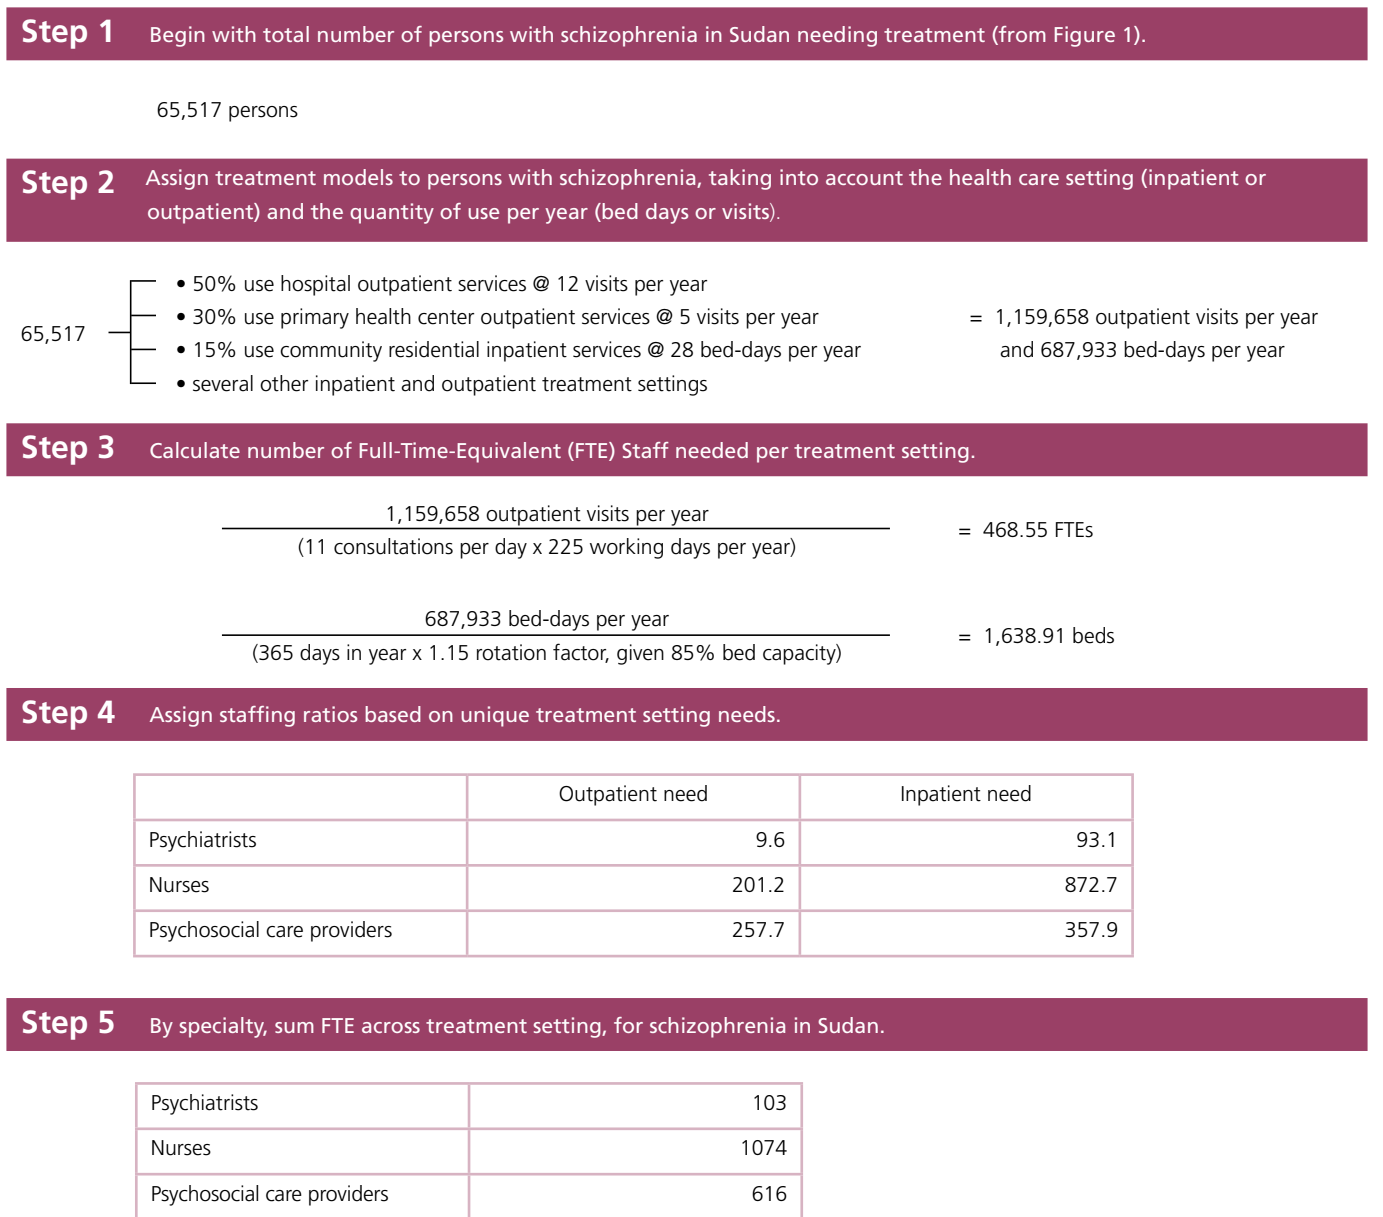 Step 1 Begin with total number of persons with schizophrenia in Sudan needing treatment (from Figure 1).
65,517 persons
Step 2 Assign treatment models to persons with schizophrenia, taking into account the health care setting (inpatient or
outpatient) and the quantity of use per year (bed days or visits).
65,517
• 50% use hospital outpatient services @ 12 visits per year
• 30% use primary health center outpatient services @ 5 visits per year
• 15% use community residential inpatient services @ 28 bed-days per year
• several other inpatient and outpatient treatment settings
= 1,159,658 outpatient visits per year
and 687,933 bed-days per year
Step 3 Calculate number of Full-Time-Equivalent (FTE) Staff needed per treatment setting.
1,159,658 outpatient visits per year
(11 consultations per day x 225 working days per year)
= 468.55 FTEs
687,933 bed-days per year
(365 days in year x 1.15 rotation factor, given 85% bed capacity)
= 1,638.91 beds
Step 4 Assign staffing ratios based on unique treatment setting needs.
Outpatient need Inpatient need
Psychiatrists 9.6 93.1
Nurses 201.2 872.7
Psychosocial care providers 257.7 357.9
Step 5 By specialty, sum FTE across treatment setting, for schizophrenia in Sudan.
Psychiatrists 103
Nurses 1074
Psychosocial care providers 616